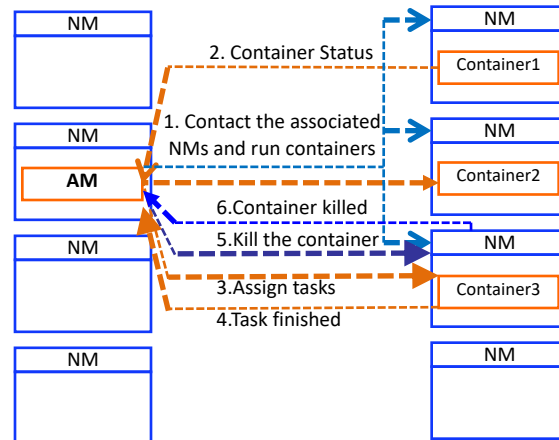 NM
NM
2. Container Status
Container1
NM
1. Contact the associated
NMs and run containers
NM
AM
Container2
6.Container killed
NM
5.Kill the container
NM
3.Assign tasks
Container3
4.Task finished
NM
NM